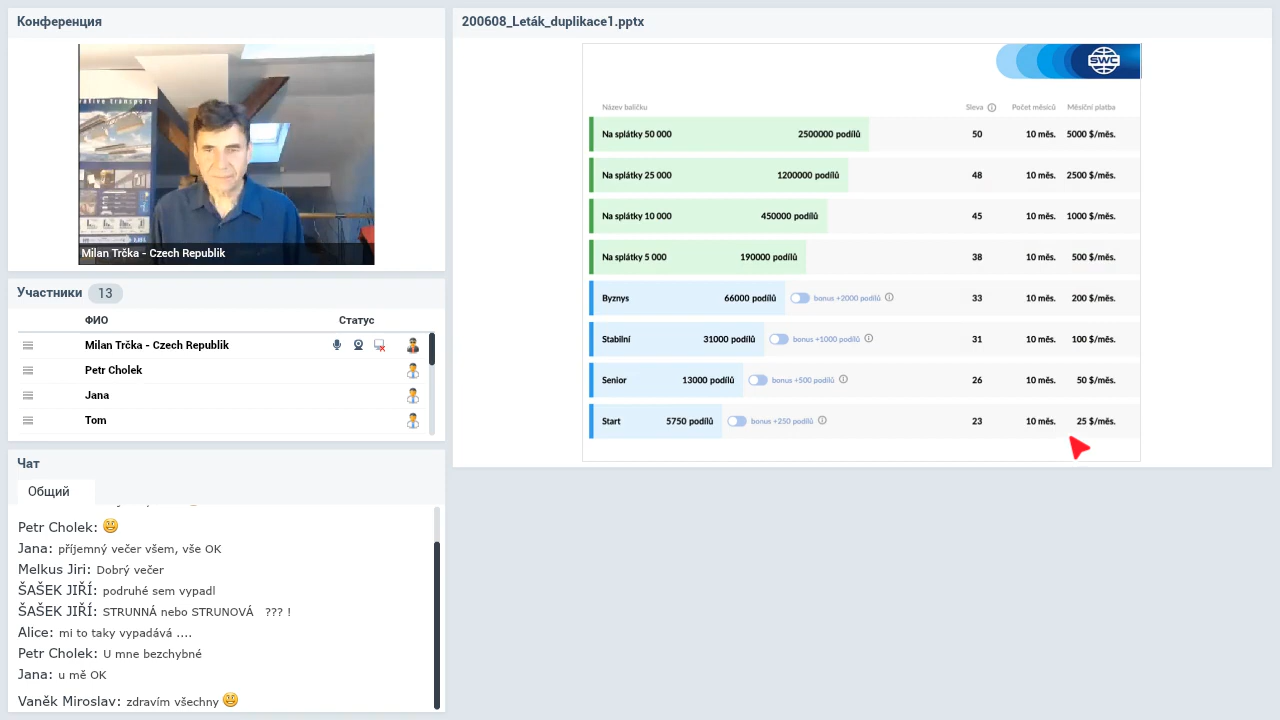 Конференция
rative transport
Milan Trčka - Czech Republik
Участники 13
ФИО Статус
Milan Trčka - Czech Republik
Petr Cholek
Jana
Tom
Чат
Общий
Petr Cholek:
Jana: příjemný večer všem, vše OK
Melkus Jiri: Dobrý večer
ŠAŠEK JIŘÍ: podruhé sem vypadl
ŠAŠEK JIŘÍ: STRUNNÁ nebo STRUNOVÁ ??? !
Alice: mi to taky vypadává ....
Petr Cholek: U mne bezchybné
Jana: u mě OK
Vaněk Miroslav: zdravím všechny
200608_Leták_duplikace1.pptx
SWC
Název balíčku Sleva Počet měsíců Měsíční platba
Na splátky 50 000 2500000 podílů 50 10 měs. 5000 $/měs.
Na splátky 25 000 1200000 podílů 48 10 měs. 2500 $/měs.
Na splátky 10 000 450000 podílů 45 10 měs. 1000 $/měs.
Na splátky 5 000 190000 podílů 38 10 měs. 500 $/měs.
Byznys 66000 podílů bonus +2000 podílů 33 10 měs. 200 $/měs.
Stabilní 31000 podílů bonus +1000 podílů 31 10 měs. 100 $/měs.
Senior 13000 podílů bonus +500 podílů 26 10 měs. 50 $/měs.
Start 5750 podílů bonus +250 podílů 23 10 měs. 25 $/měs.